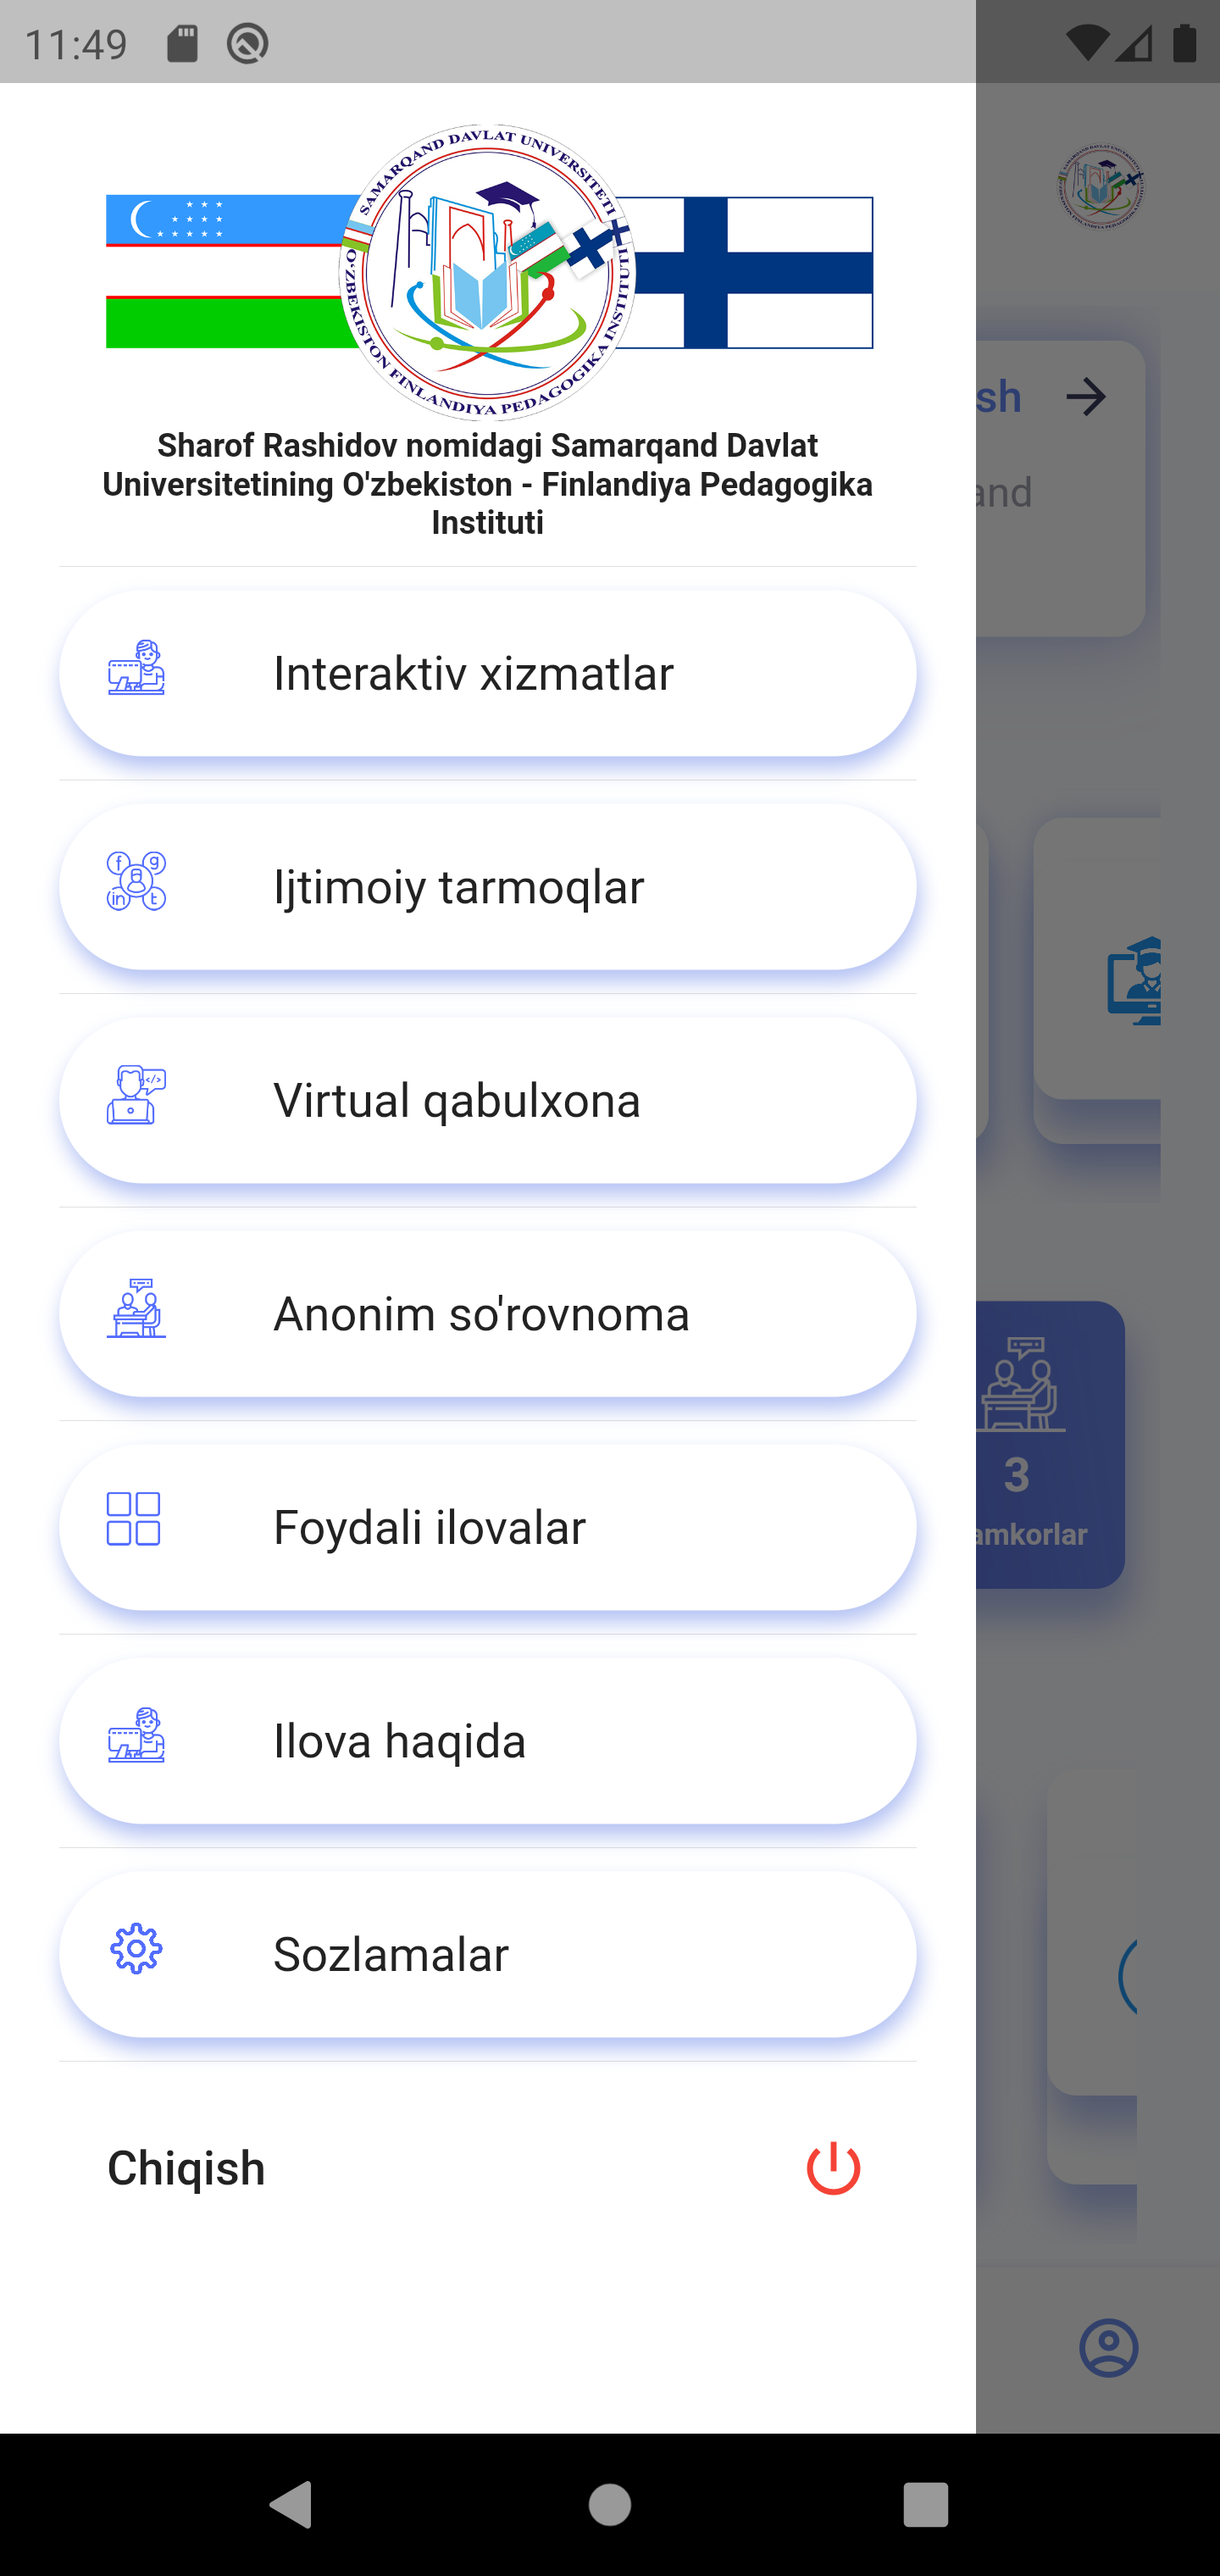 11:49
SAMARQAND DAVLAT UNIVERSITETI
O'ZBEKISTON FINLANDIYA PEDAGOGIKA INSTITUTI
Sharof Rashidov nomidagi Samarqand Davlat
Universitetining O'zbekiston - Finlandiya Pedagogika
Instituti
sh
and
Interaktiv xizmatlar
f g
in t
Ijtimoiy tarmoqlar
</>
Virtual qabulxona
Anonim so'rovnoma
3
amkorlar
Foydali ilovalar
Ilova haqida
Sozlamalar
Chiqish